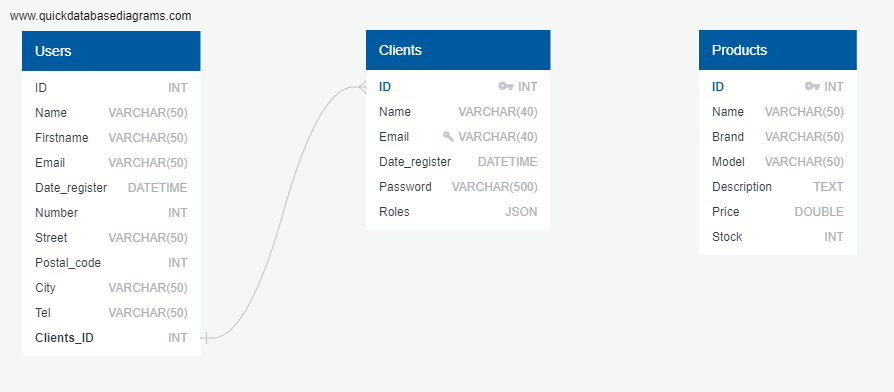 www.quickdatabasediagrams.com
Users
ID INT
Name VARCHAR(50)
Firstname VARCHAR(50)
Email VARCHAR(50)
Date_register DATETIME
Number INT
Street VARCHAR(50)
Postal_code INT
City VARCHAR(50)
Tel VARCHAR(50)
Clients_ID INT
Clients
ID INT
Name VARCHAR(40)
Email VARCHAR(40)
Date_register DATETIME
Password VARCHAR(500)
Roles JSON
Products
ID INT
Name VARCHAR(50)
Brand VARCHAR(50)
Model VARCHAR(50)
Description TEXT
Price DOUBLE
Stock INT